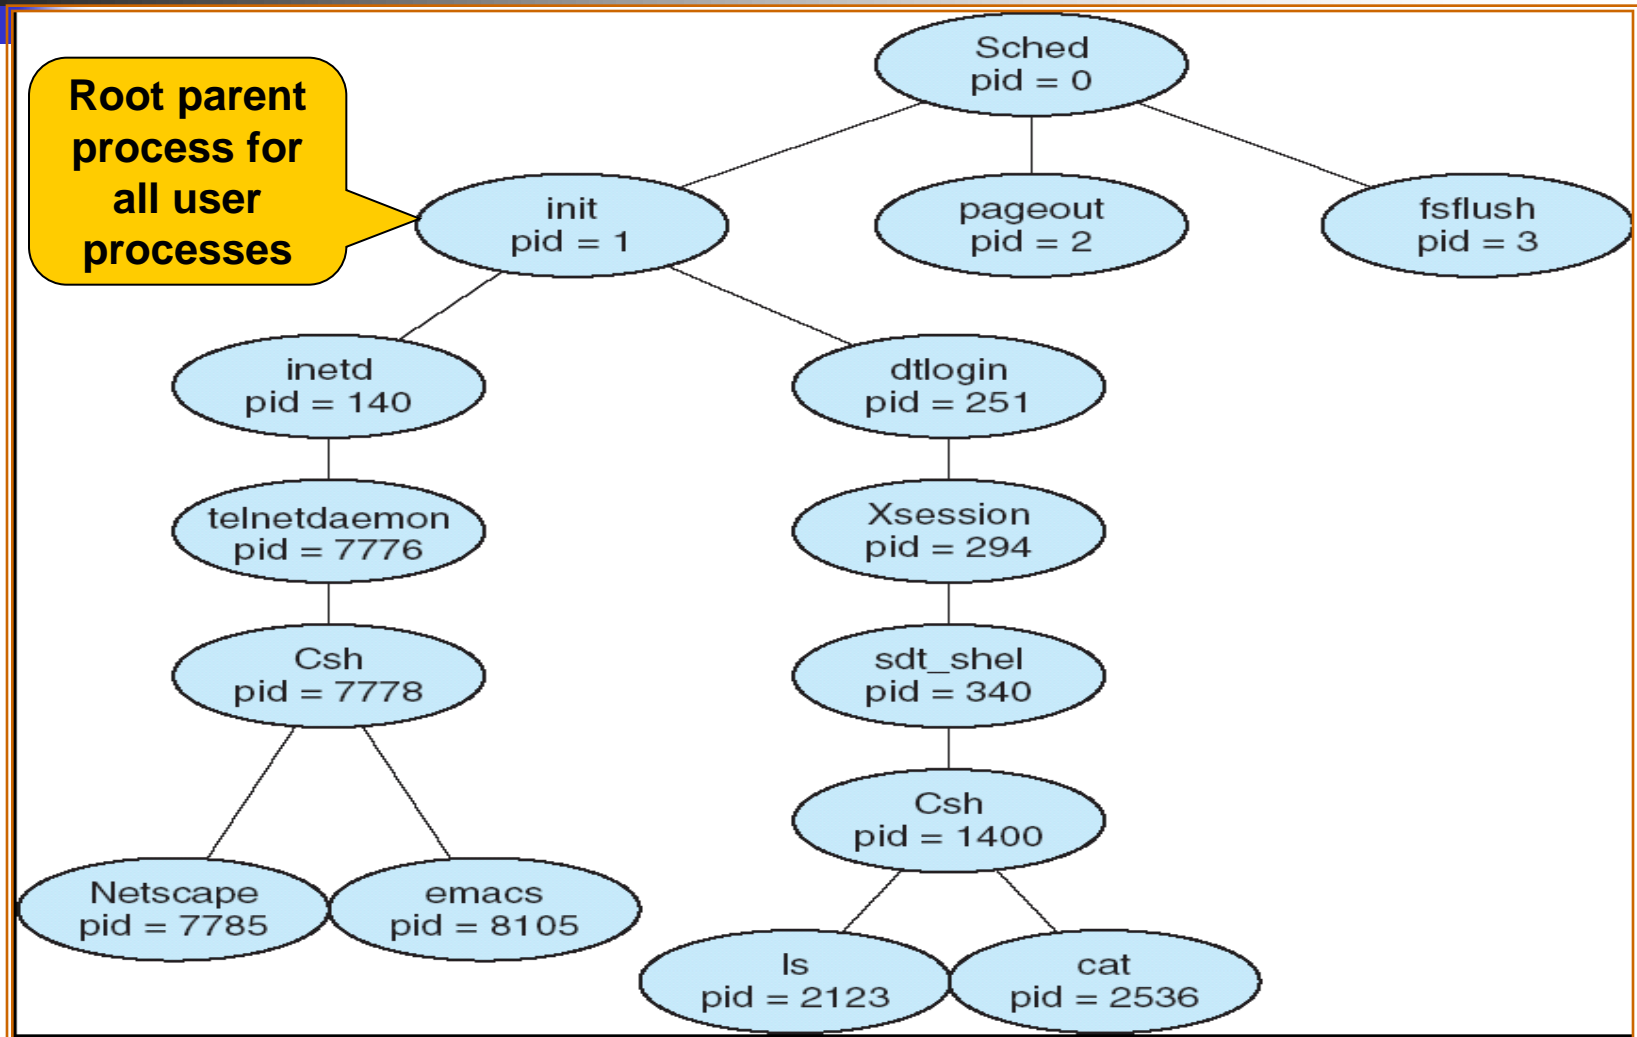 Sched
pid = 0
Root parent
process for
all user
processes
init
pid = 1
pageout
pid = 2
fsflush
pid = 3
inetd
pid = 140
dtlogin
pid = 251
telnetdaemon
pid = 7776
Xsession
pid = 294
Csh
pid = 7778
sdt_shel
pid = 340
Csh
pid = 1400
Netscape
pid = 7785
emacs
pid = 8105
ls
pid = 2123
cat
pid = 2536